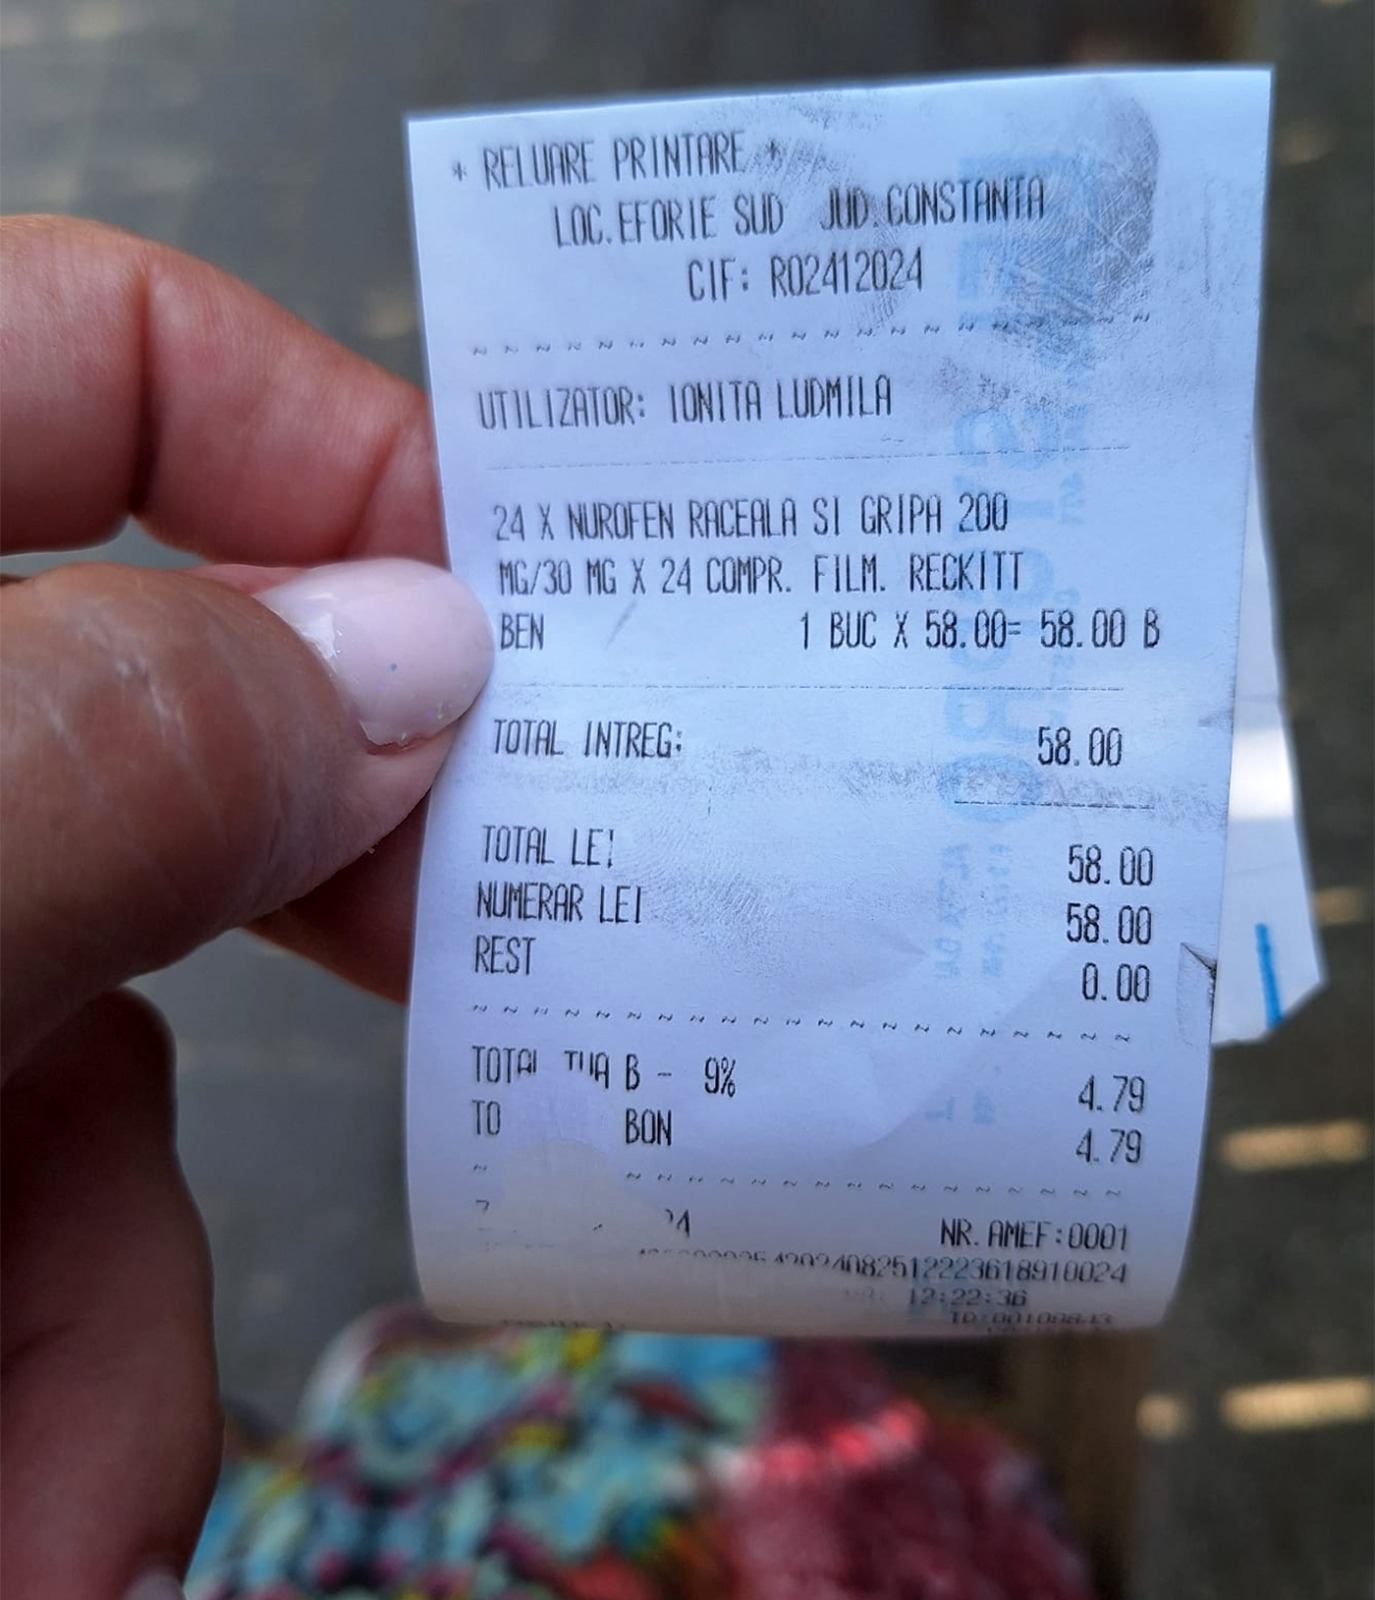 * RELUARE PRINTARE *
LOC.EFORIE SUD JUD.CONSTANTA
CIF: RO2412024
UTILIZATOR: IONITA LUDMILA
24 X NUROFEN RACEALA SI GRIPA 200
MG/30 MG X 24 COMPR. FILM. RECKITT
BEN 1 BUC X 58.00= 58.00 B
TOTAL INTREG: 58.00
TOTAL LEI 58.00
NUMERAR LEI 58.00
REST 0.00
TOTAL TVA B - 9% 4.79
TO BON 4.79
NR. AMEF:0001
12:22:36